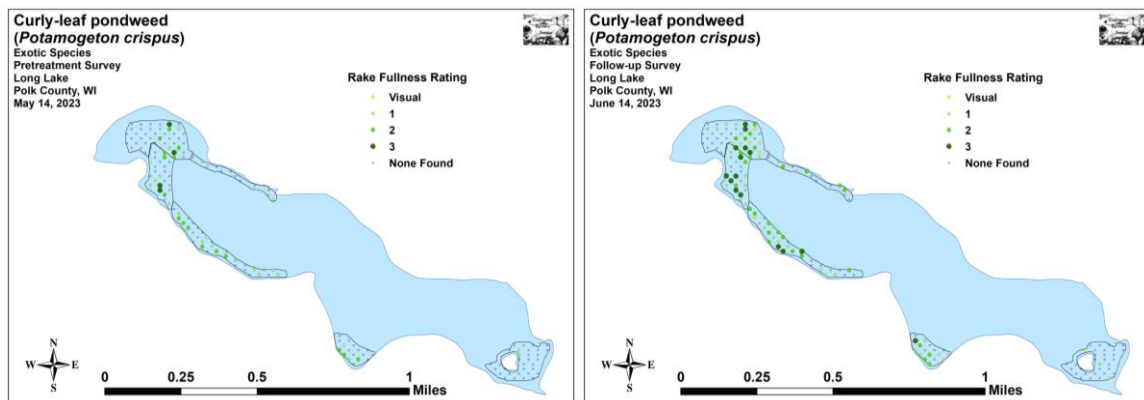 Curly-leaf pondweed
(Potamogeton crispus)
Exotic Species
Pretreatment Survey
Long Lake
Polk County, WI
May 14, 2023
Rake Fullness Rating
Visual
1
2
3
None Found
N
W E
S
0 0.25 0.5 1
Miles
Curly-leaf pondweed
(Potamogeton crispus)
Exotic Species
Follow-up Survey
Long Lake
Polk County, WI
June 14, 2023
Rake Fullness Rating
Visual
1
2
3
None Found
N
W E
S
0 0.25 0.5 1
Miles